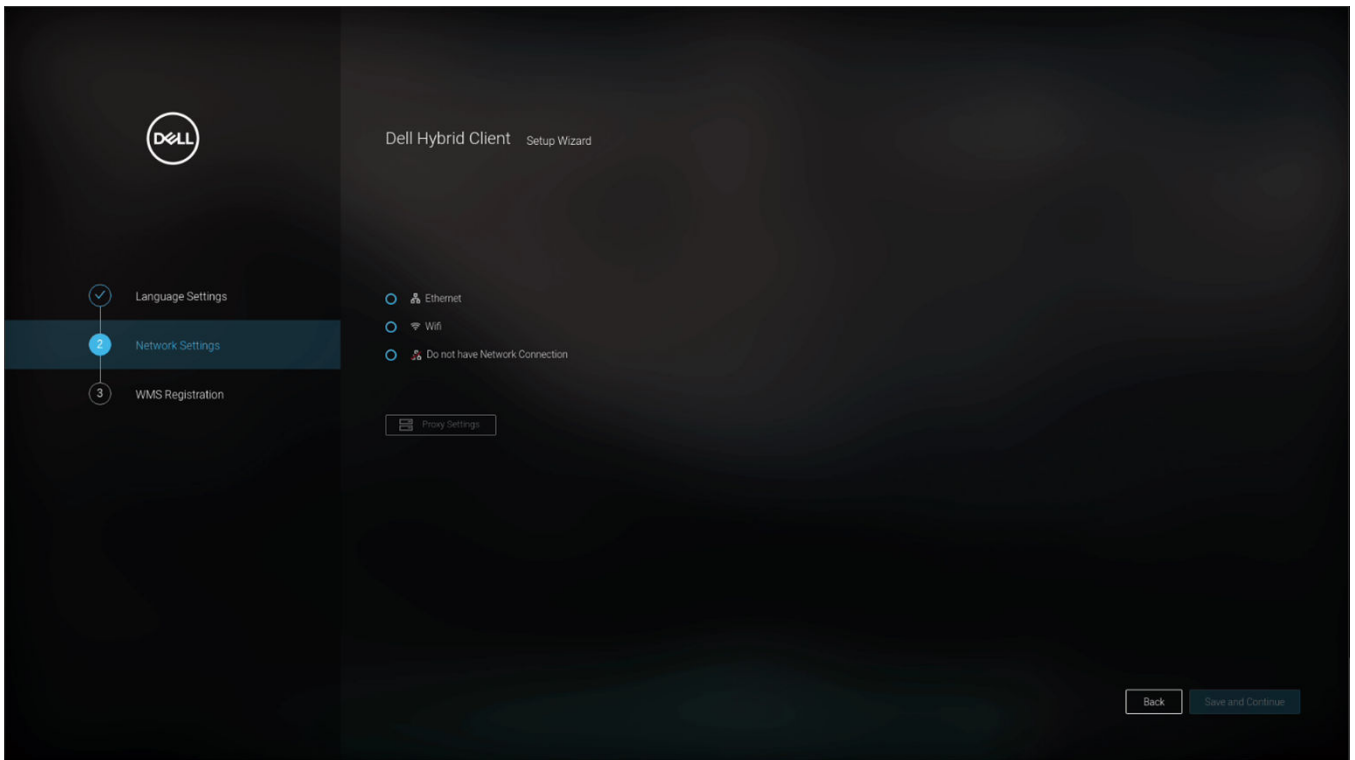 DELL
Dell Hybrid Client Setup Wizard
Language Settings
2 Network Settings
3 WMS Registration
Ethernet
Wifi
Do not have Network Connection
Proxy Settings
Back Save and Continue